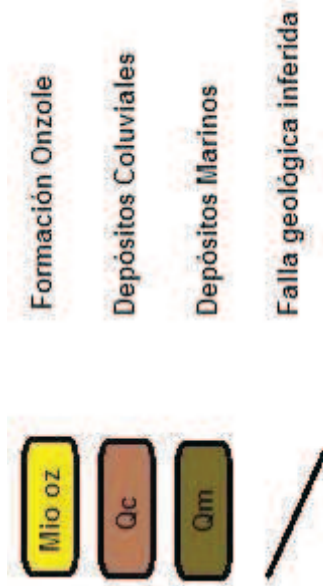 Mio oz Formación Onzole
Qc Depósitos Coluviales
Qm Depósitos Marinos
Falla geológica inferida